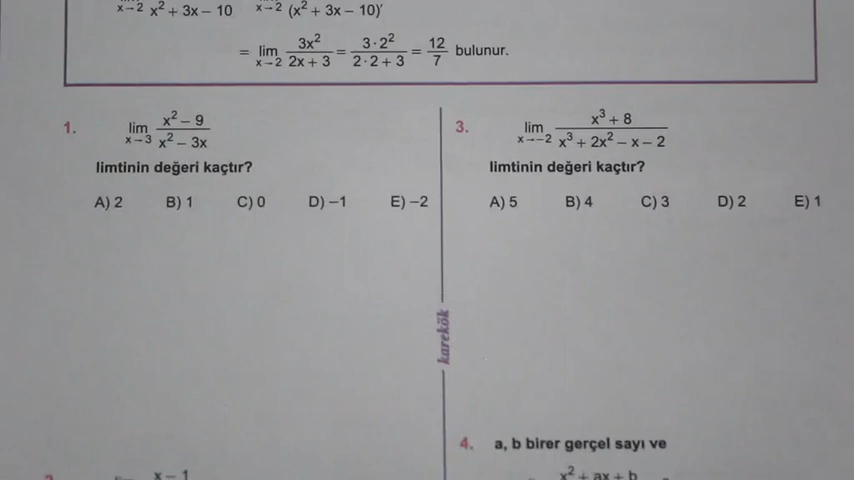 x→2 x² + 3x – 10 x→2 (x² + 3x – 10)′
= lim x→2 3x² / 2x + 3 = 3·2² / 2·2 + 3 = 12 / 7 bulunur.
1. lim x→3 x² – 9 / x² – 3x
limtinin değeri kaçtır?
A) 2 B) 1 C) 0 D) –1 E) –2
3. lim x→–2 x³ + 8 / x³ + 2x² – x – 2
limtinin değeri kaçtır?
A) 5 B) 4 C) 3 D) 2 E) 1
karekök
4. a, b birer gerçel sayı ve
x² + ax + b
x – 1